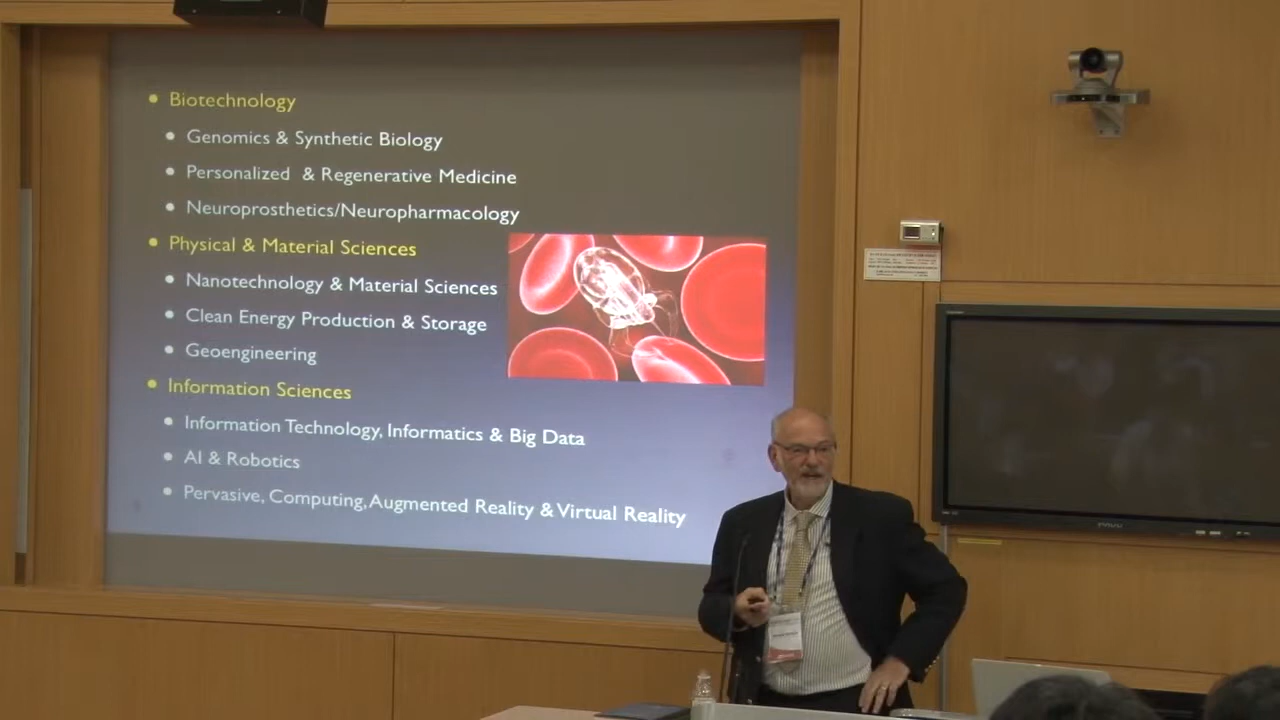 Biotechnology
Genomics & Synthetic Biology
Personalized & Regenerative Medicine
Neuroprosthetics/Neuropharmacology
Physical & Material Sciences
Nanotechnology & Material Sciences
Clean Energy Production & Storage
Geoengineering
Information Sciences
Information Technology, Informatics & Big Data
AI & Robotics
Pervasive, Computing, Augmented Reality & Virtual Reality